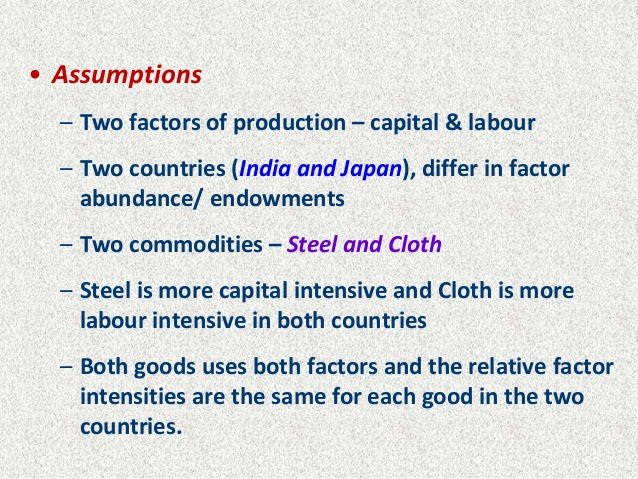 • Assumptions
– Two factors of production – capital & labour
– Two countries (India and Japan), differ in factor
abundance/ endowments
– Two commodities – Steel and Cloth
– Steel is more capital intensive and Cloth is more
labour intensive in both countries
– Both goods uses both factors and the relative factor
intensities are the same for each good in the two
countries.